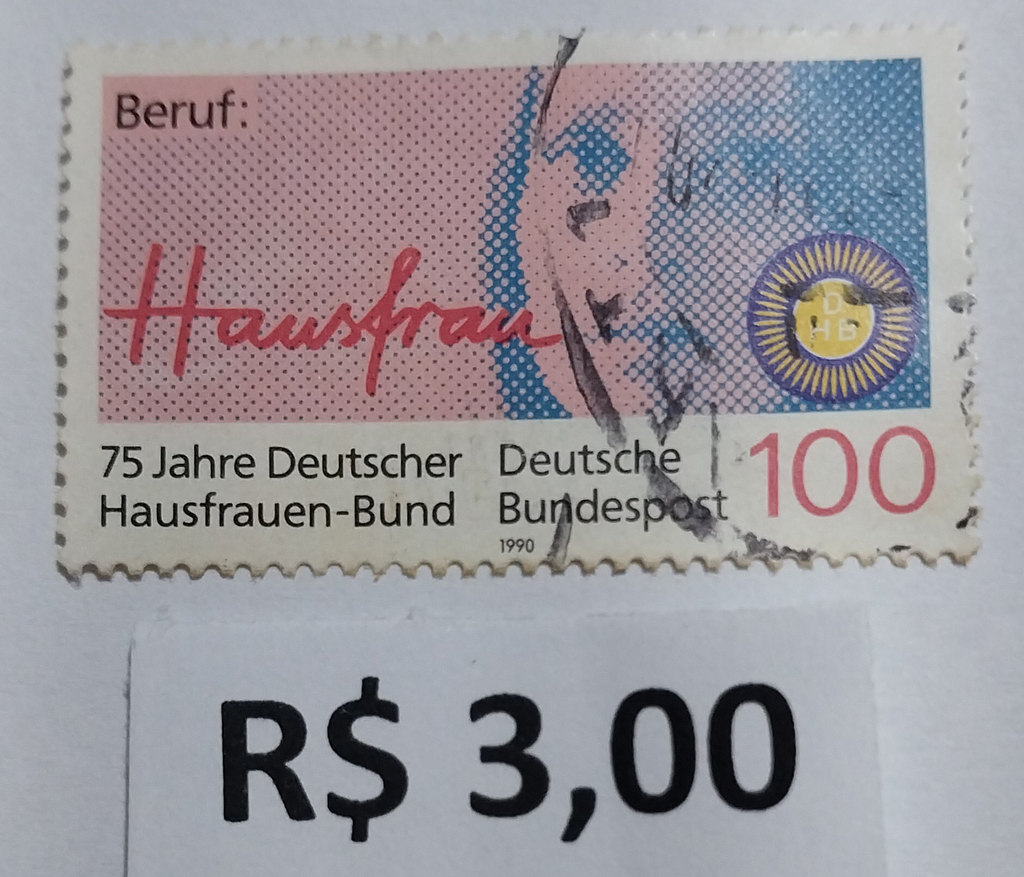 Beruf:
Hausfrau
D
HB
75 Jahre Deutscher
Hausfrauen-Bund
Deutsche
Bundespost
1990
100
R$ 3,00